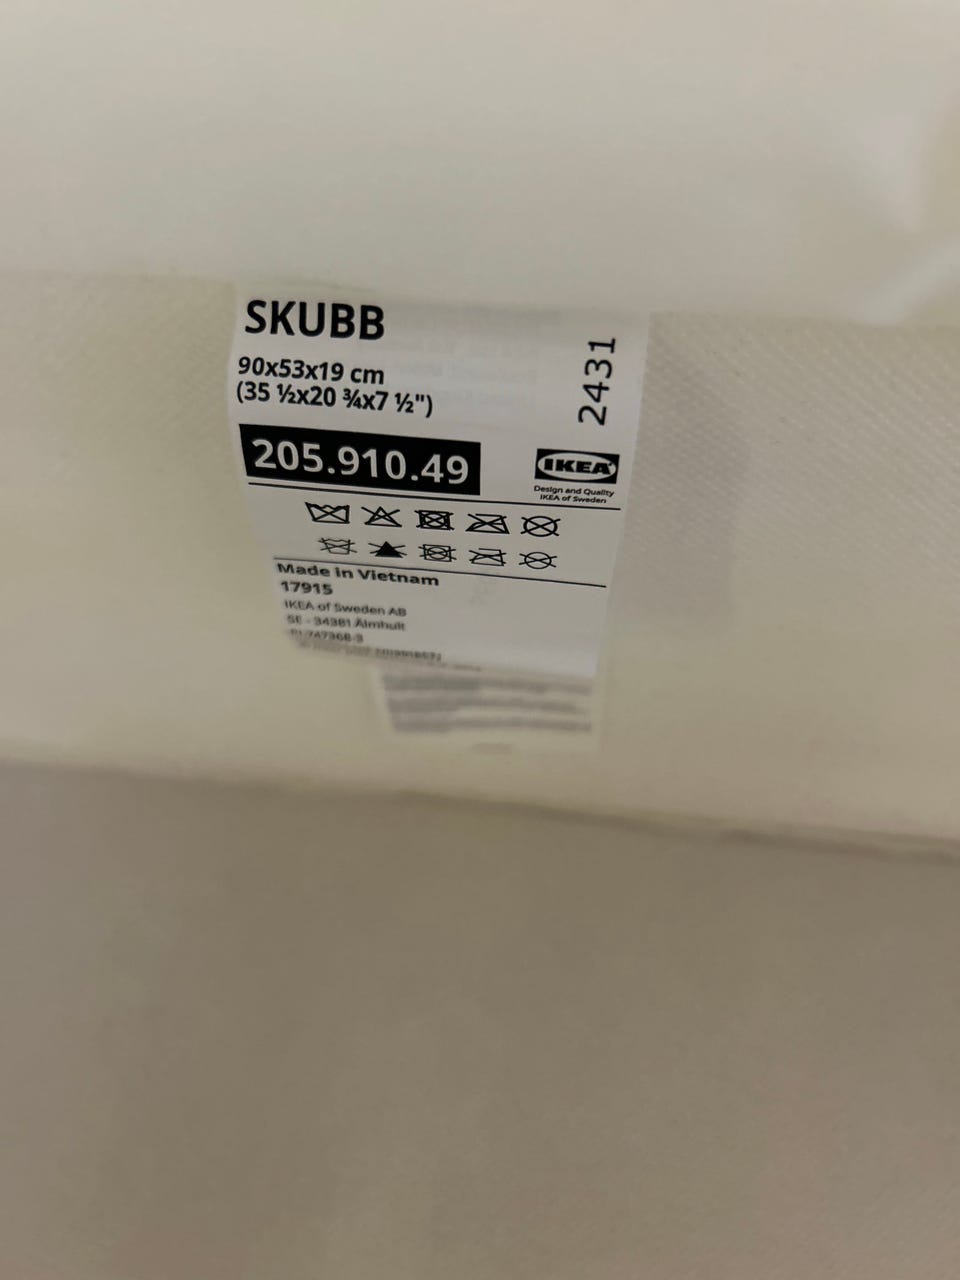 SKUBB
90x53x19 cm
(35 ½x20 ¾x7 ½")
2431
205.910.49
IKEA
Design and Quality
IKEA of Sweden
Made in Vietnam
17915
IKEA of Sweden AB
SE - 34381 Älmhult